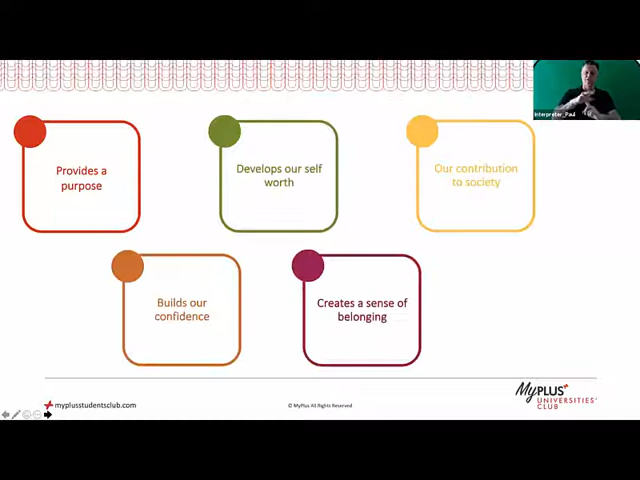 Interpreter_Paul
Provides a
purpose
Develops our self
worth
Our contribution
to society
Builds our
confidence
Creates a sense of
belonging
myplusstudentsclub.com
© MyPlus All Rights Reserved
MyPLUS+
UNIVERSITIES'
CLUB